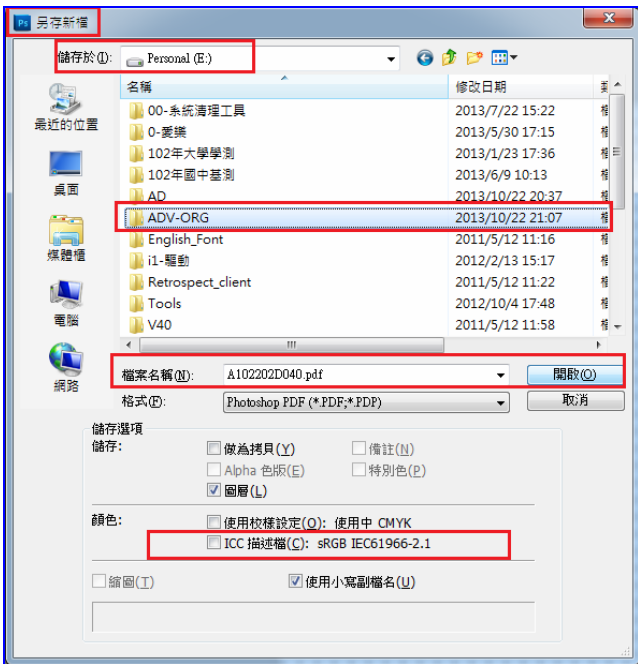 Ps 另存新檔
儲存於(I): Personal (E:)
名稱 修改日期
00-系統清理工具 2013/7/22 15:22
0-愛樂 2013/5/30 17:15
102年大學學測 2013/1/23 17:36
102年國中基測 2013/6/9 10:13
AD 2013/10/22 20:37
ADV-ORG 2013/10/22 21:07
English_Font 2011/5/12 11:16
i1-驅動 2012/2/13 15:17
Retrospect_client 2011/5/12 11:22
Tools 2012/10/4 17:48
V40 2011/5/12 11:58
最近的位置
桌面
媒體櫃
電腦
網路
檔案名稱(N): A102202D040.pdf 開啟(O)
格式(F): Photoshop PDF (*.PDF;*.PDP) 取消
儲存選項
儲存: 做為拷貝(Y) 備註(N)
Alpha 色版(E) 特別色(P)
圖層(L)
顏色: 使用校樣設定(O): 使用中 CMYK
ICC 描述檔(C): sRGB IEC61966-2.1
縮圖(T) 使用小寫副檔名(U)